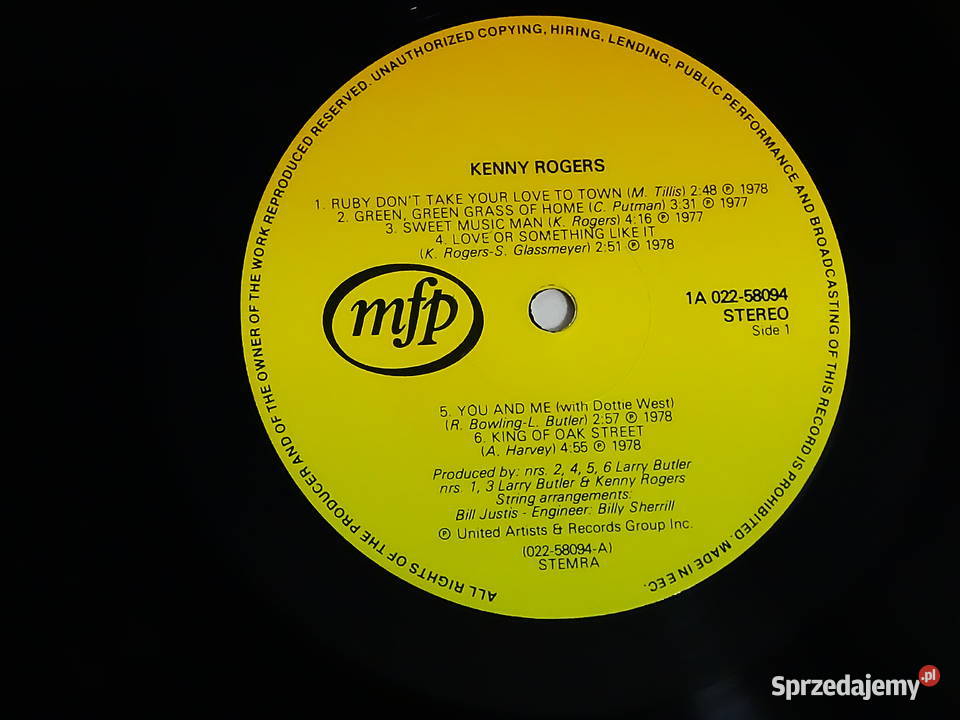 ALL RIGHTS OF THE PRODUCER AND OF THE OWNER OF THE WORK REPRODUCED RESERVED. UNAUTHORIZED COPYING, HIRING, LENDING, PUBLIC PERFORMANCE AND BROADCASTING OF THIS RECORD IS PROHIBITED. MADE IN EEC.
KENNY ROGERS
1. RUBY DON'T TAKE YOUR LOVE TO TOWN (M. Tillis) 2:48 ℗ 1978
2. GREEN, GREEN GRASS OF HOME (C. Putman) 3:31 ℗ 1977
3. SWEET MUSIC MAN (K. Rogers) 4:16 ℗ 1977
4. LOVE OR SOMETHING LIKE IT
(K. Rogers-S. Glassmeyer) 2:51 ℗ 1978
mfp
1A 022-58094
STEREO
Side 1
5. YOU AND ME (with Dottie West)
(R. Bowling-L. Butler) 2:57 ℗ 1978
6. KING OF OAK STREET
(A. Harvey) 4:55 ℗ 1978
Produced by: nrs. 2, 4, 5, 6 Larry Butler
nrs. 1, 3 Larry Butler & Kenny Rogers
String arrangements:
Bill Justis - Engineer: Billy Sherrill
℗ United Artists & Records Group Inc.
(022-58094-A)
STEMRA
Sprzedajemy.pl